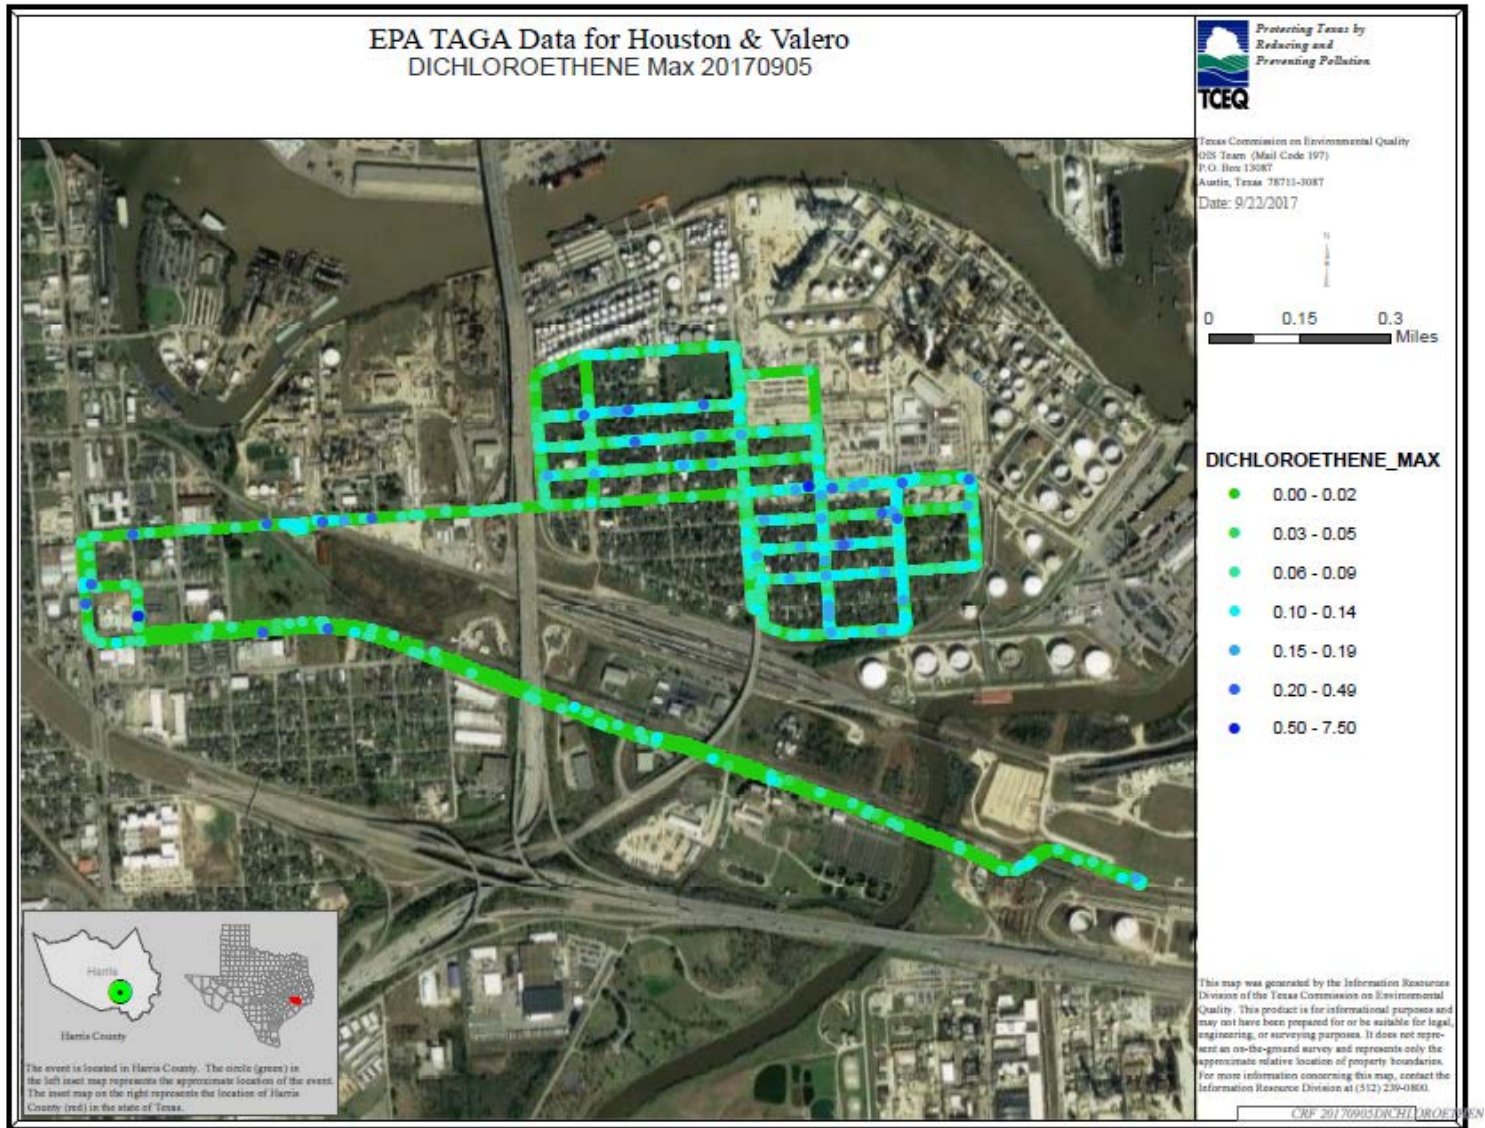 EPA TAGA Data for Houston & Valero
DICHLOROETHENE Max 20170905
Protecting Texas by
Reducing and
Preventing Pollution
TCEQ
Texas Commission on Environmental Quality
GIS Team (Mail Code 197)
P.O. Box 13087
Austin, Texas 78711-3087
Date: 9/22/2017
N
0 0.15 0.3
Miles
DICHLOROETHENE_MAX
0.00 - 0.02
0.03 - 0.05
0.06 - 0.09
0.10 - 0.14
0.15 - 0.19
0.20 - 0.49
0.50 - 7.50
Harris
Harris County
The event is located in Harris County. The circle (green) in
the left inset map represents the approximate location of the event.
The inset map on the right represents the location of Harris
County (red) in the state of Texas.
This map was generated by the Information Resources
Division of the Texas Commission on Environmental
Quality. This product is for informational purposes and
may not have been prepared for or be suitable for legal,
engineering, or surveying purposes. It does not repre-
sent an on-the-ground survey and represents only the
approximate relative location of property boundaries.
For more information concerning this map, contact the
Information Resource Division at (512) 239-0800.
CRF 20170905DICHLOROETHEN